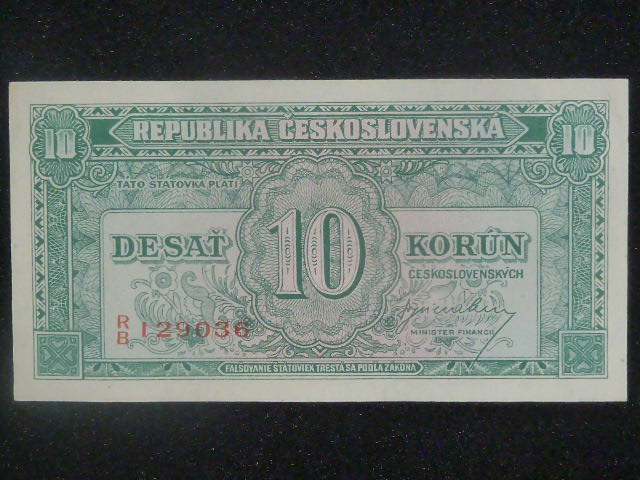 10 REPUBLIKA ČESKOSLOVENSKÁ 10
TÁTO ŠTÁTOVKA PLATÍ
DESAŤ 10 KORÚN
ČESKOSLOVENSKÝCH
R/B 129036
MINISTER FINANCIÍ
FALŠOVANIE ŠTÁTOVIEK TRESTÁ SA PODĽA ZÁKONA